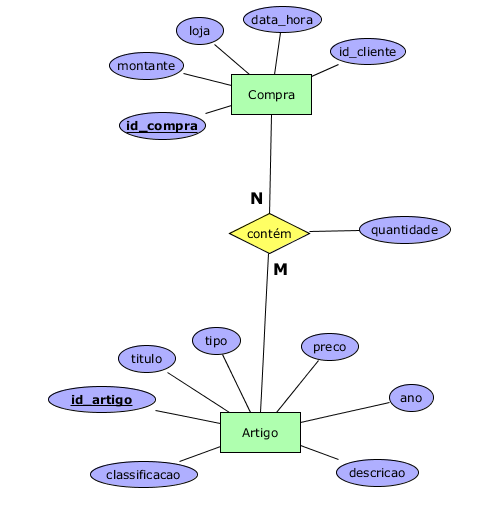 data_hora
loja
id_cliente
montante
Compra
id_compra
N
contém
quantidade
M
tipo
preco
titulo
id_artigo
ano
Artigo
classificacao
descricao